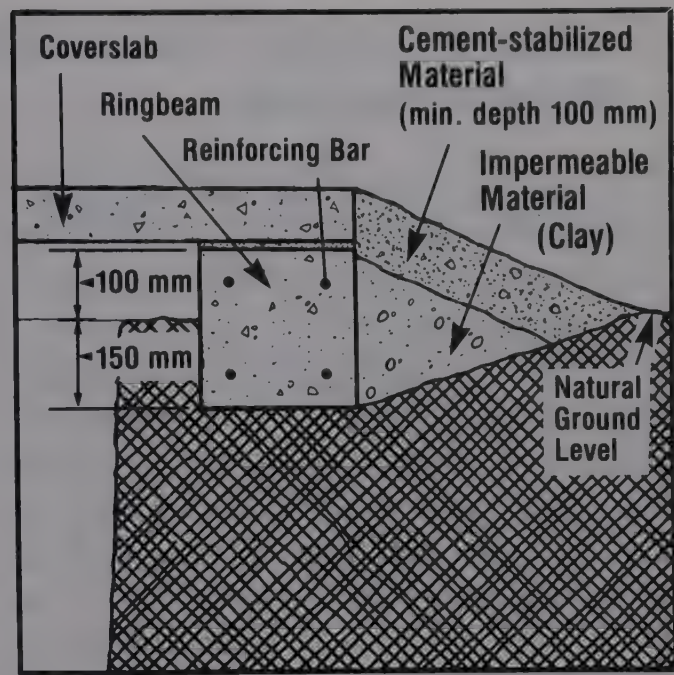 Coverslab
Ringbeam
Reinforcing Bar
Cement-stabilized
Material
(min. depth 100 mm)
Impermeable
Material
(Clay)
100 mm
150 mm
Natural
Ground
Level